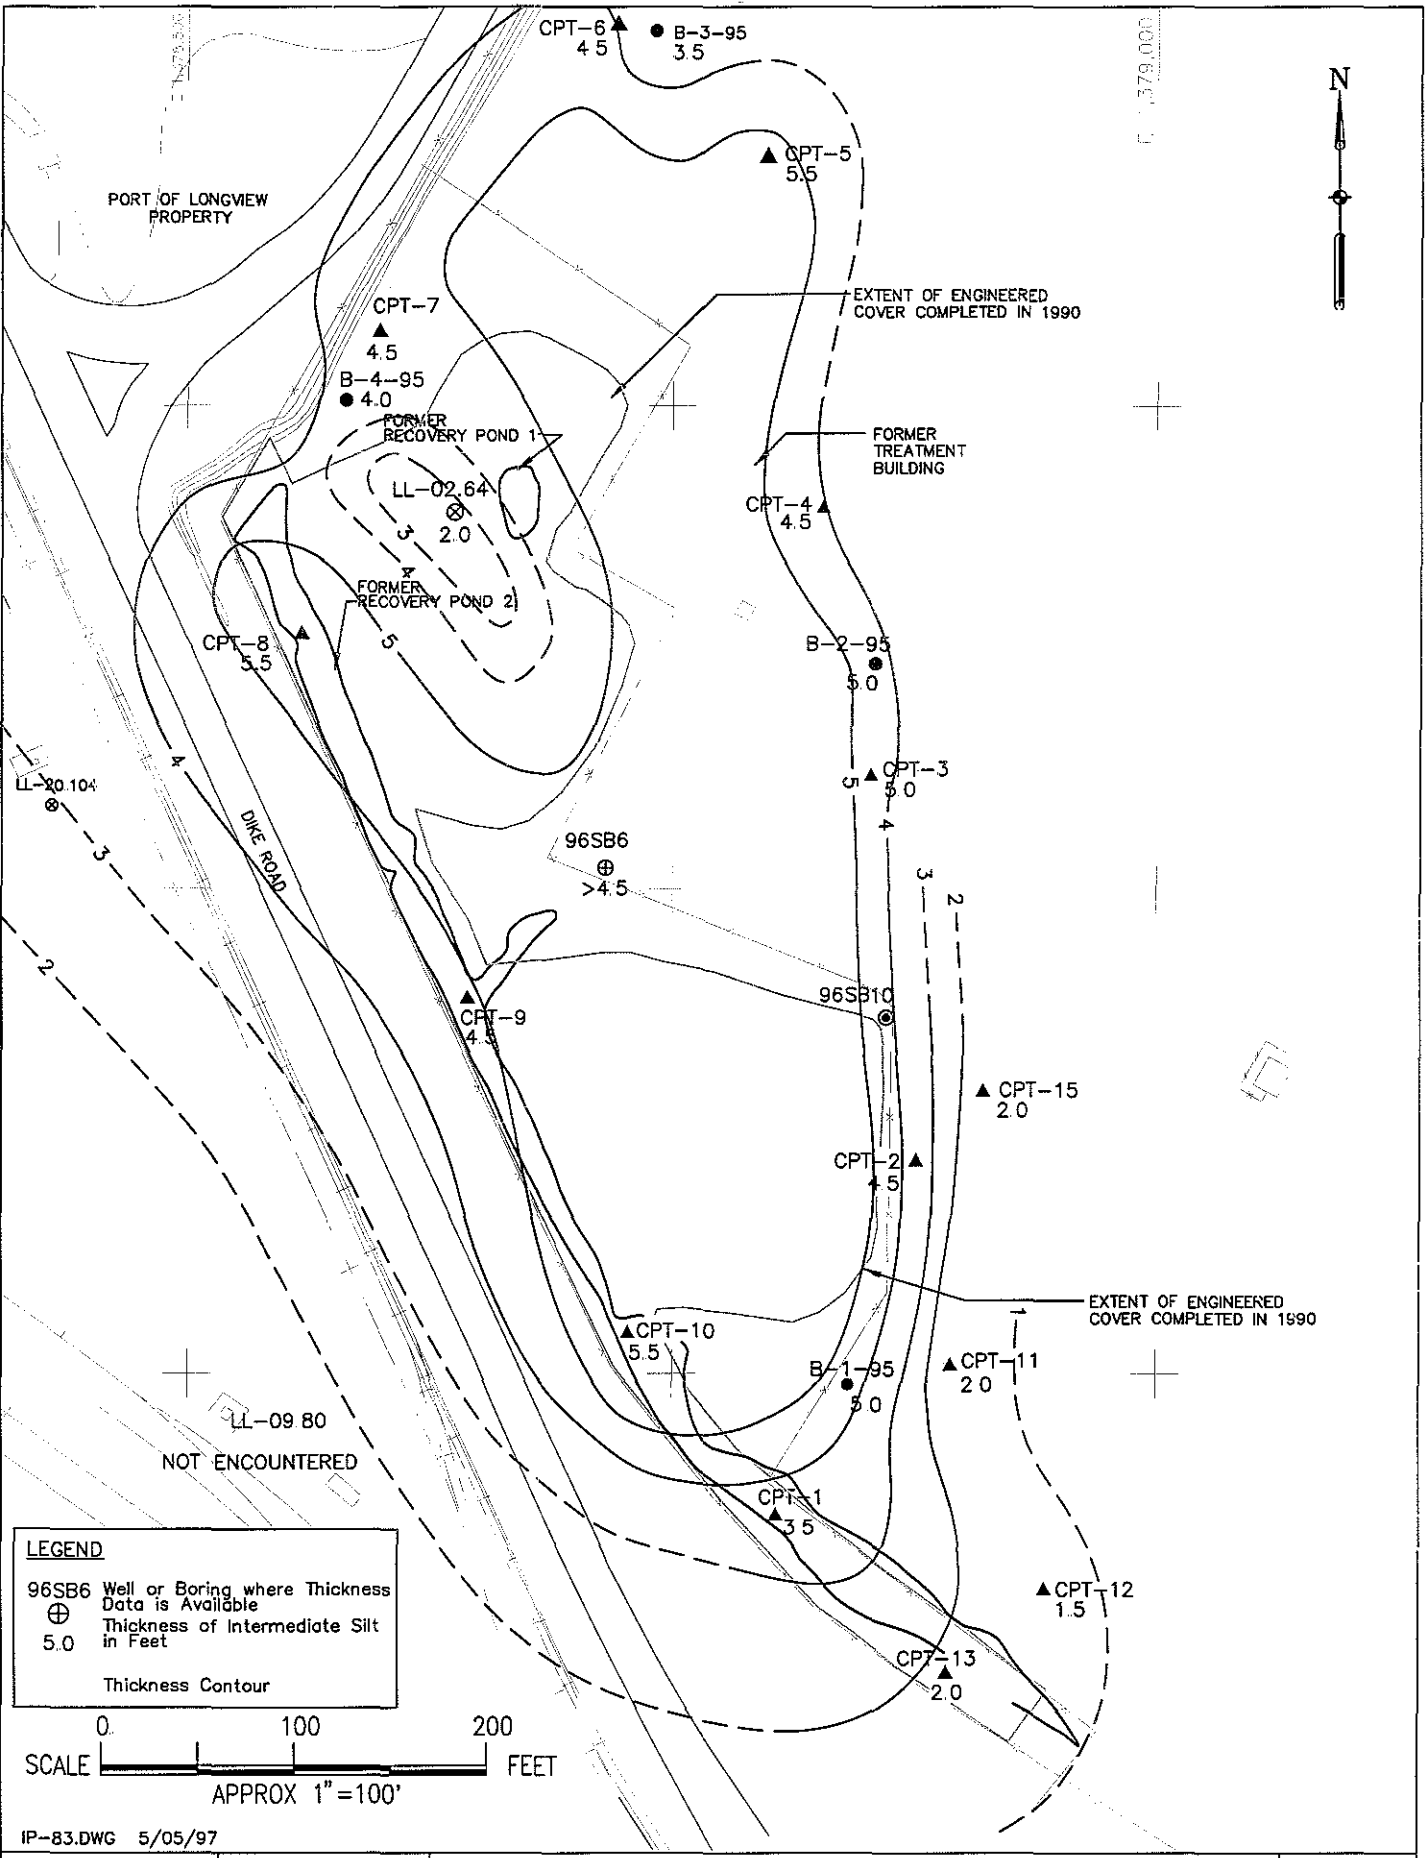 CPT-6
4.5
B-3-95
3.5
379,000
N
CPT-5
5.5
PORT OF LONGVIEW
PROPERTY
EXTENT OF ENGINEERED
COVER COMPLETED IN 1990
CPT-7
4.5
B-4-95
4.0
FORMER
RECOVERY POND 1
FORMER
TREATMENT
BUILDING
LL-02.64
2.0
CPT-4
4.5
3
4
FORMER
RECOVERY POND 2
5
CPT-8
5.5
B-2-95
5.0
4
CPT-3
5.0
5
4
LL-20.104
3
DIKE ROAD
96SB6
>4.5
3
2
2
96SB10
CPT-9
4.5
CPT-15
2.0
CPT-2
4.5
EXTENT OF ENGINEERED
COVER COMPLETED IN 1990
1
CPT-10
5.5
B-1-95
5.0
CPT-11
2.0
LL-09.80
NOT ENCOUNTERED
CPT-1
3.5
CPT-12
1.5
CPT-13
2.0
LEGEND
96SB6 Well or Boring where Thickness
Data is Available
5.0 Thickness of Intermediate Silt
in Feet
Thickness Contour
0 100 200
SCALE FEET
APPROX 1"=100'
IP-83.DWG 5/05/97